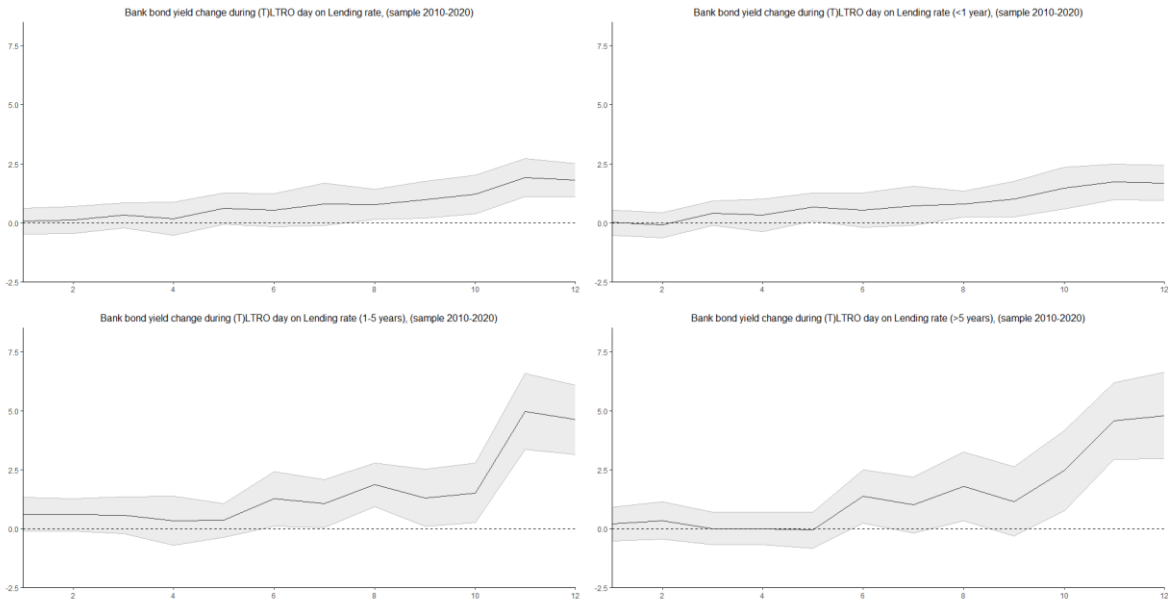 Bank bond yield change during (T)LTRO day on Lending rate, (sample 2010-2020)
7.5
5.0
2.5
0.0
-2.5
2 4 6 8 10 12
Bank bond yield change during (T)LTRO day on Lending rate (<1 year), (sample 2010-2020)
7.5
5.0
2.5
0.0
-2.5
2 4 6 8 10 12
Bank bond yield change during (T)LTRO day on Lending rate (1-5 years), (sample 2010-2020)
7.5
5.0
2.5
0.0
-2.5
2 4 6 8 10 12
Bank bond yield change during (T)LTRO day on Lending rate (>5 years), (sample 2010-2020)
7.5
5.0
2.5
0.0
-2.5
2 4 6 8 10 12